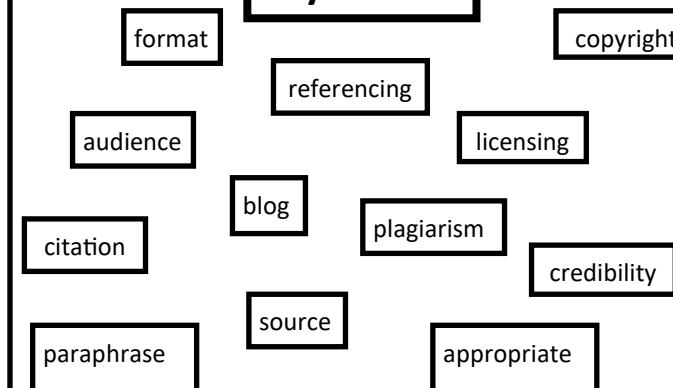 format
copyright
referencing
audience
licensing
blog
plagiarism
citation
credibility
source
paraphrase
appropriate